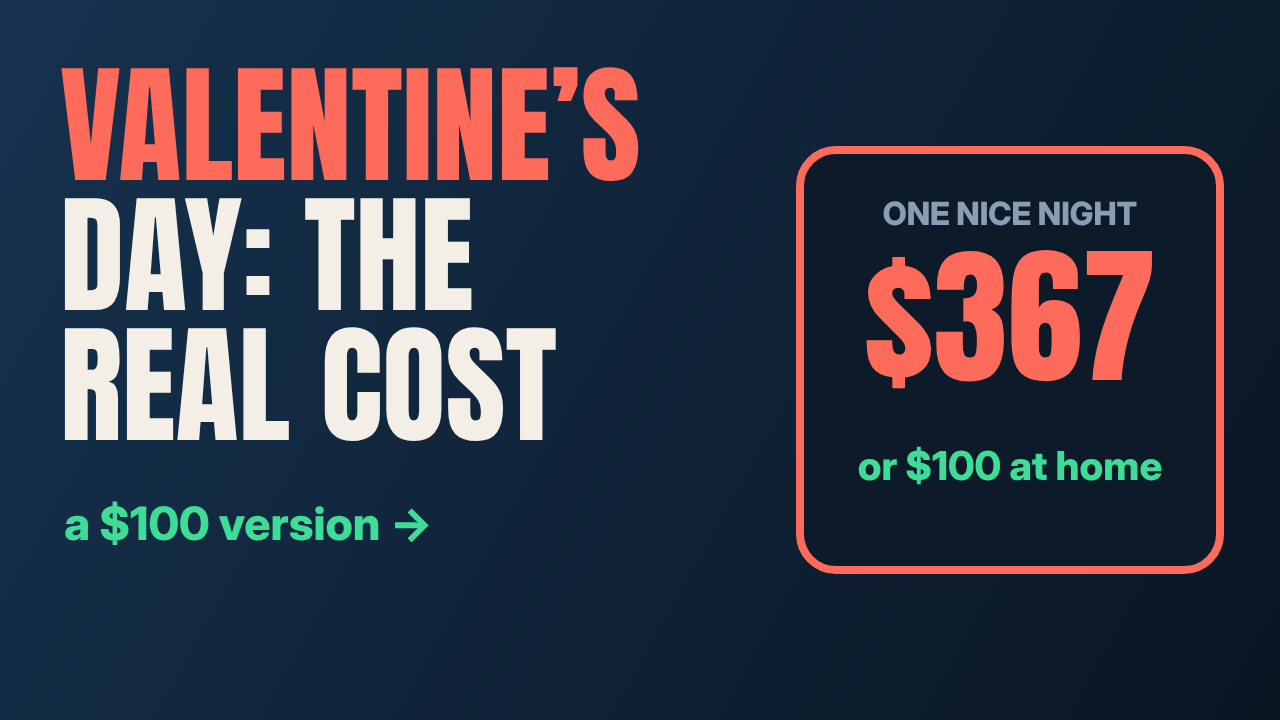 VALENTINE’S
DAY: THE
REAL COST
a $100 version →
ONE NICE NIGHT
$367
or $100 at home